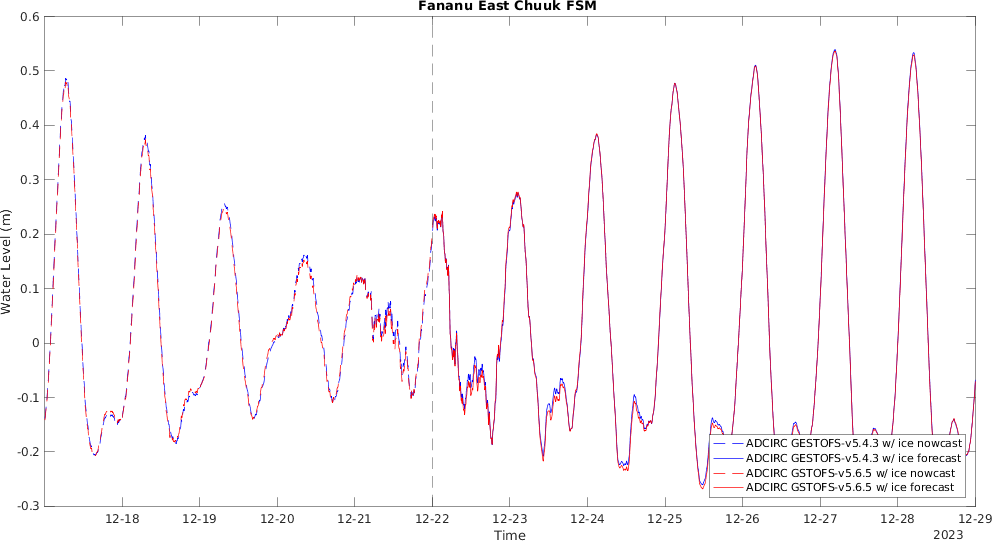 Fananu East Chuuk FSM
0.6
0.5
0.4
0.3
0.2
0.1
0
-0.1
-0.2
-0.3
Water Level (m)
ADCIRC GESTOFS-v5.4.3 w/ ice nowcast
ADCIRC GESTOFS-v5.4.3 w/ ice forecast
ADCIRC GSTOFS-v5.6.5 w/ ice nowcast
ADCIRC GSTOFS-v5.6.5 w/ ice forecast
12-18 12-19 12-20 12-21 12-22 12-23 12-24 12-25 12-26 12-27 12-28 12-29
Time
2023